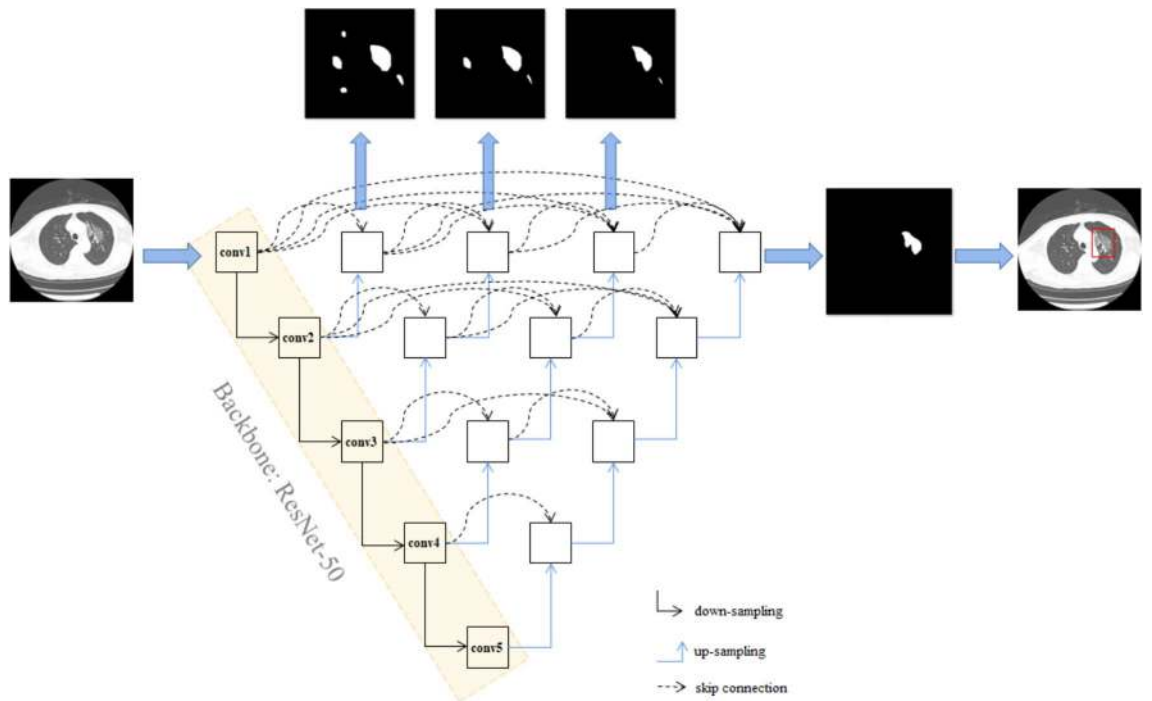 conv1
conv2
conv3
conv4
conv5
Backbone: ResNet-50
down-sampling
up-sampling
skip connection